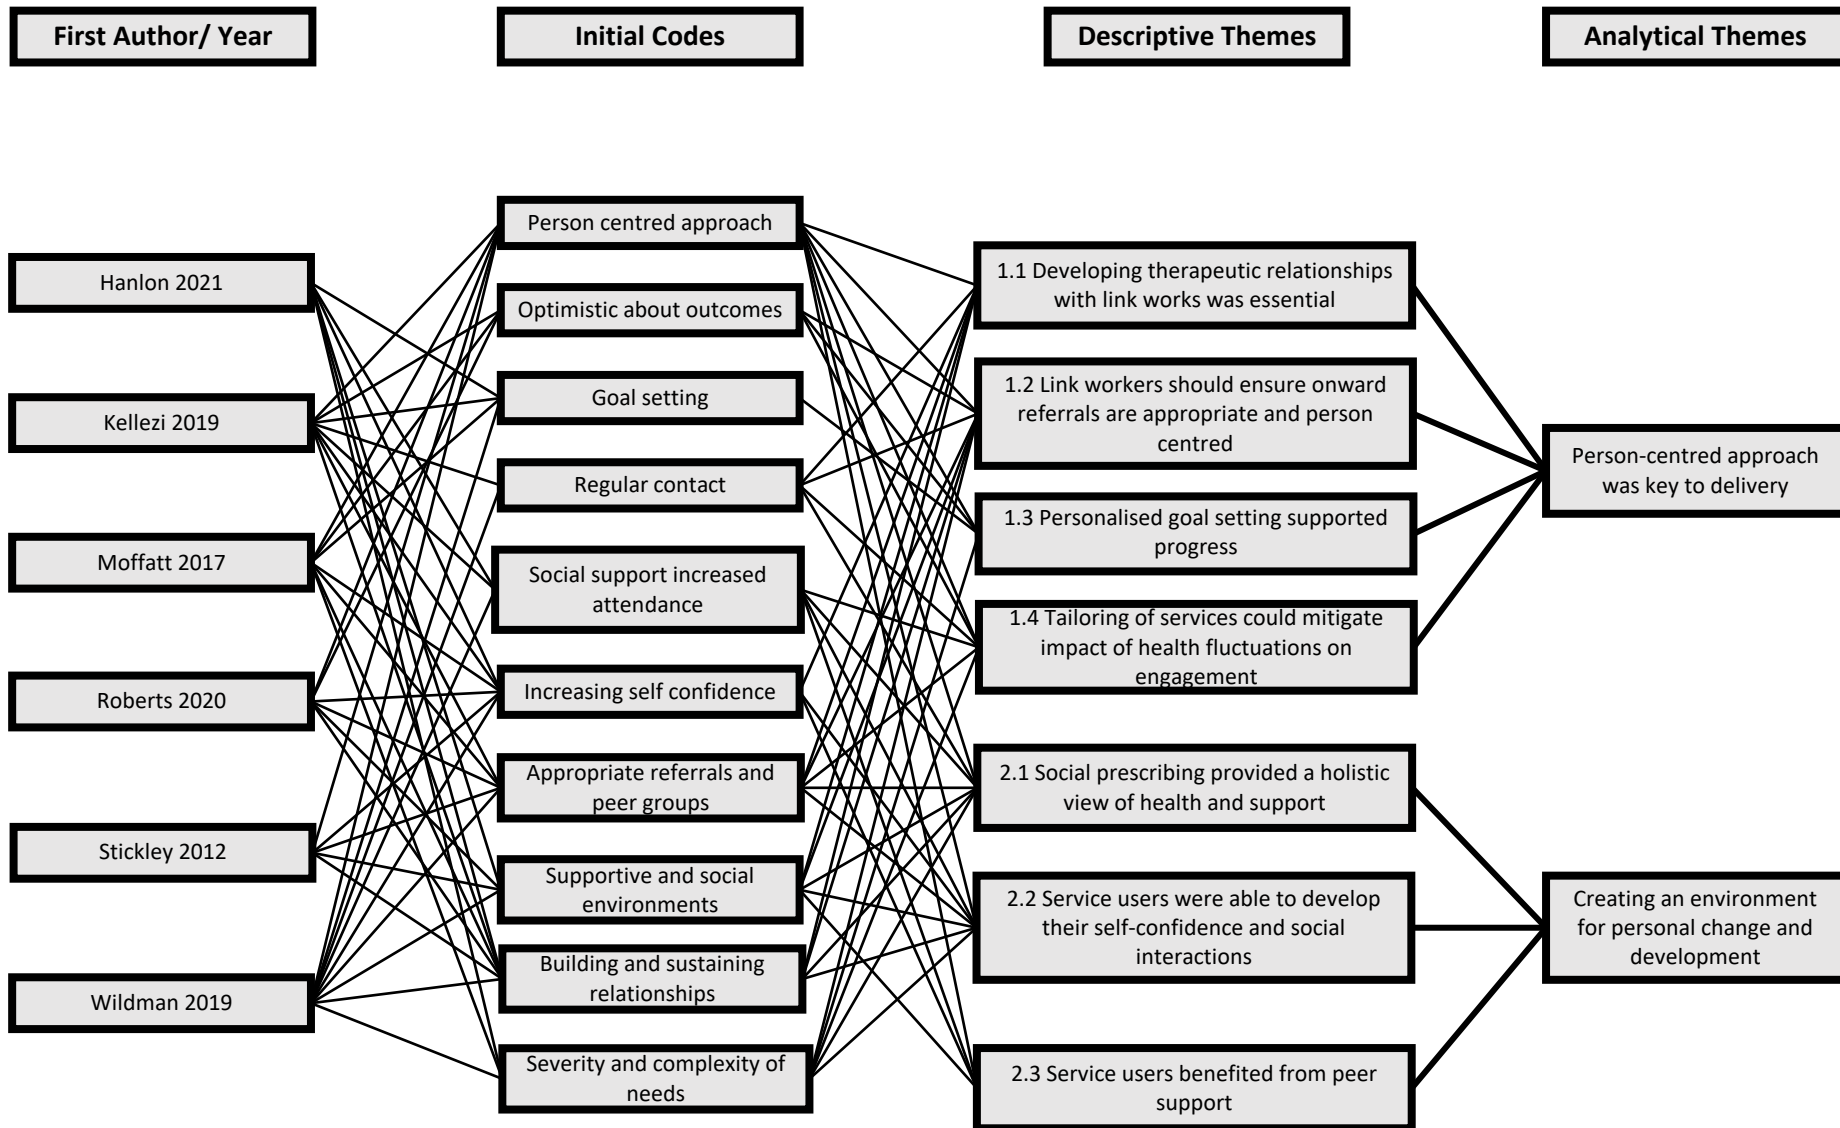 First Author/ Year
Initial Codes
Descriptive Themes
Analytical Themes
Hanlon 2021
Kellezi 2019
Moffatt 2017
Roberts 2020
Stickley 2012
Wildman 2019
Person centred approach
Optimistic about outcomes
Goal setting
Regular contact
Social support increased
attendance
Increasing self confidence
Appropriate referrals and
peer groups
Supportive and social
environments
Building and sustaining
relationships
Severity and complexity of
needs
1.1 Developing therapeutic relationships
with link works was essential
1.2 Link workers should ensure onward
referrals are appropriate and person
centred
1.3 Personalised goal setting supported
progress
1.4 Tailoring of services could mitigate
impact of health fluctuations on
engagement
2.1 Social prescribing provided a holistic
view of health and support
2.2 Service users were able to develop
their self-confidence and social
interactions
2.3 Service users benefited from peer
support
Person-centred approach
was key to delivery
Creating an environment
for personal change and
development